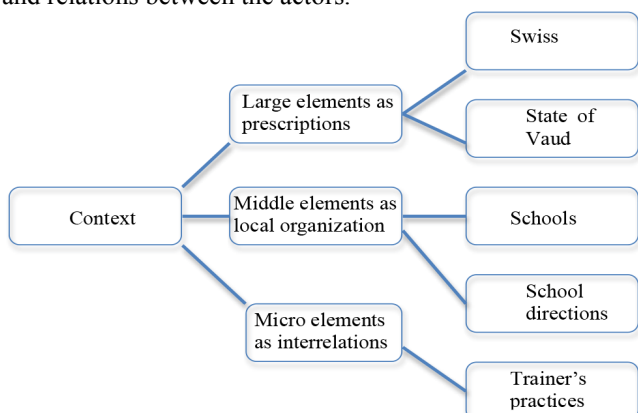 and relations between the actors.
Swiss
Large elements as
prescriptions
State of
Vaud
Context
Middle elements as
local organization
Schools
School
directions
Micro elements
as interrelations
Trainer's
practices